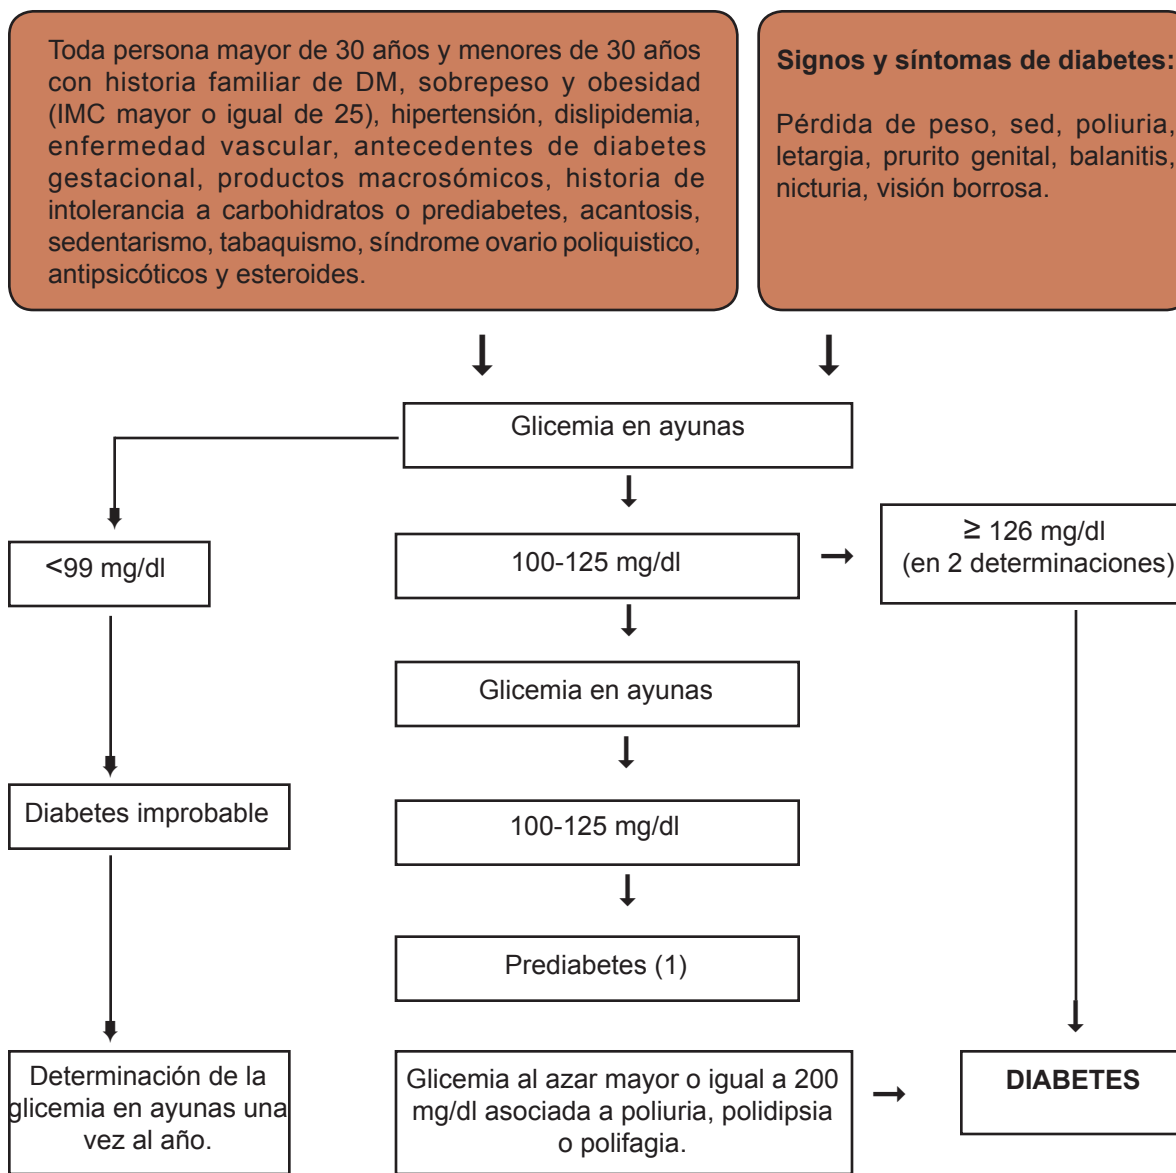 Toda persona mayor de 30 años y menores de 30 años
con historia familiar de DM, sobrepeso y obesidad
(IMC mayor o igual de 25), hipertensión, dislipidemia,
enfermedad vascular, antecedentes de diabetes
gestacional, productos macrosómicos, historia de
intolerancia a carbohidratos o prediabetes, acantosis,
sedentarismo, tabaquismo, síndrome ovario poliquistico,
antipsicóticos y esteroides.
Signos y síntomas de diabetes:
Pérdida de peso, sed, poliuria,
letargia, prurito genital, balanitis,
nicturia, visión borrosa.
Glicemia en ayunas
<99 mg/dl
100-125 mg/dl
≥ 126 mg/dl
(en 2 determinaciones)
Glicemia en ayunas
Diabetes improbable
100-125 mg/dl
Prediabetes (1)
Determinación de la
glicemia en ayunas una
vez al año.
Glicemia al azar mayor o igual a 200
mg/dl asociada a poliuria, polidipsia
o polifagia.
DIABETES